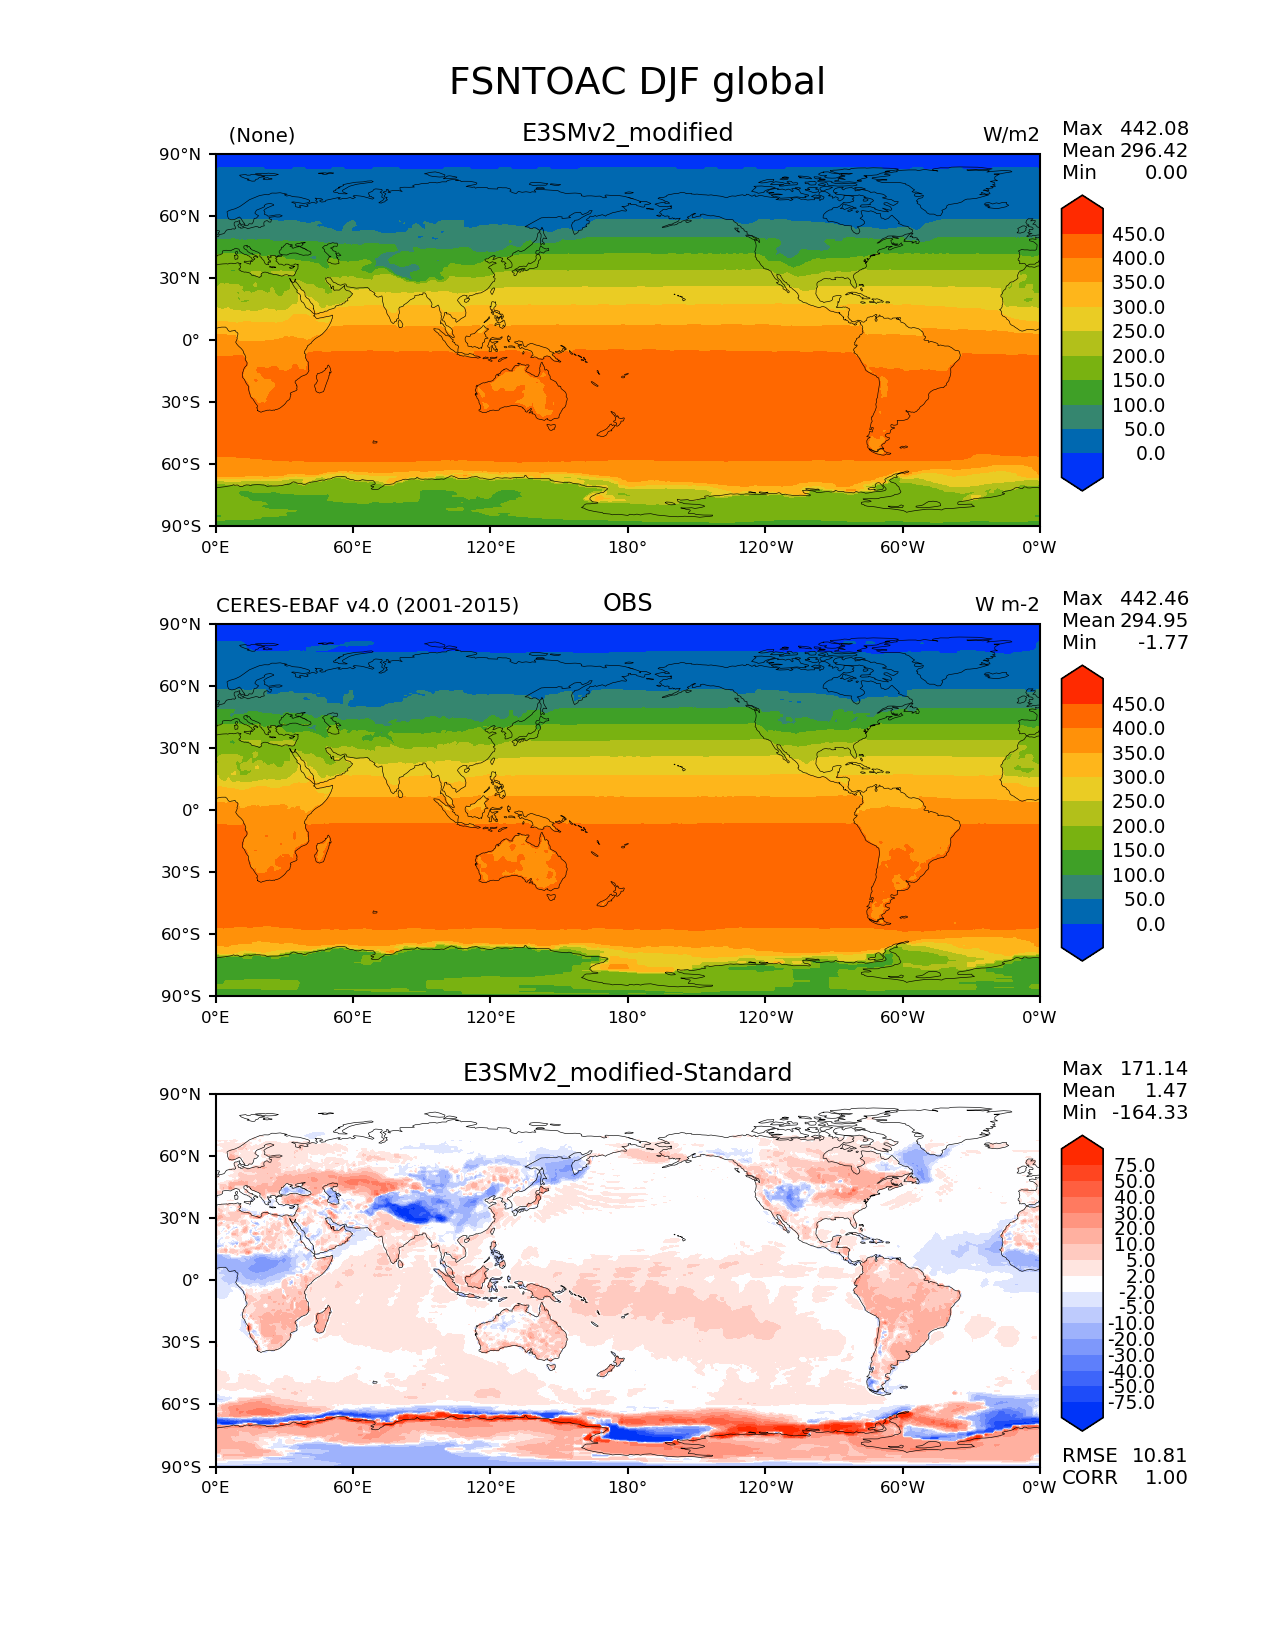 FSNTOAC DJF global
(None) E3SMv2_modified W/m2
Max 442.08
Mean 296.42
Min 0.00
90°N
60°N
30°N
0°
30°S
60°S
90°S
0°E 60°E 120°E 180° 120°W 60°W 0°W
450.0
400.0
350.0
300.0
250.0
200.0
150.0
100.0
50.0
0.0
CERES-EBAF v4.0 (2001-2015) OBS W m-2
Max 442.46
Mean 294.95
Min -1.77
90°N
60°N
30°N
0°
30°S
60°S
90°S
0°E 60°E 120°E 180° 120°W 60°W 0°W
450.0
400.0
350.0
300.0
250.0
200.0
150.0
100.0
50.0
0.0
E3SMv2_modified-Standard
Max 171.14
Mean 1.47
Min -164.33
90°N
60°N
30°N
0°
30°S
60°S
90°S
0°E 60°E 120°E 180° 120°W 60°W 0°W
75.0
50.0
40.0
30.0
20.0
10.0
5.0
2.0
-2.0
-5.0
-10.0
-20.0
-30.0
-40.0
-50.0
-75.0
RMSE 10.81
CORR 1.00